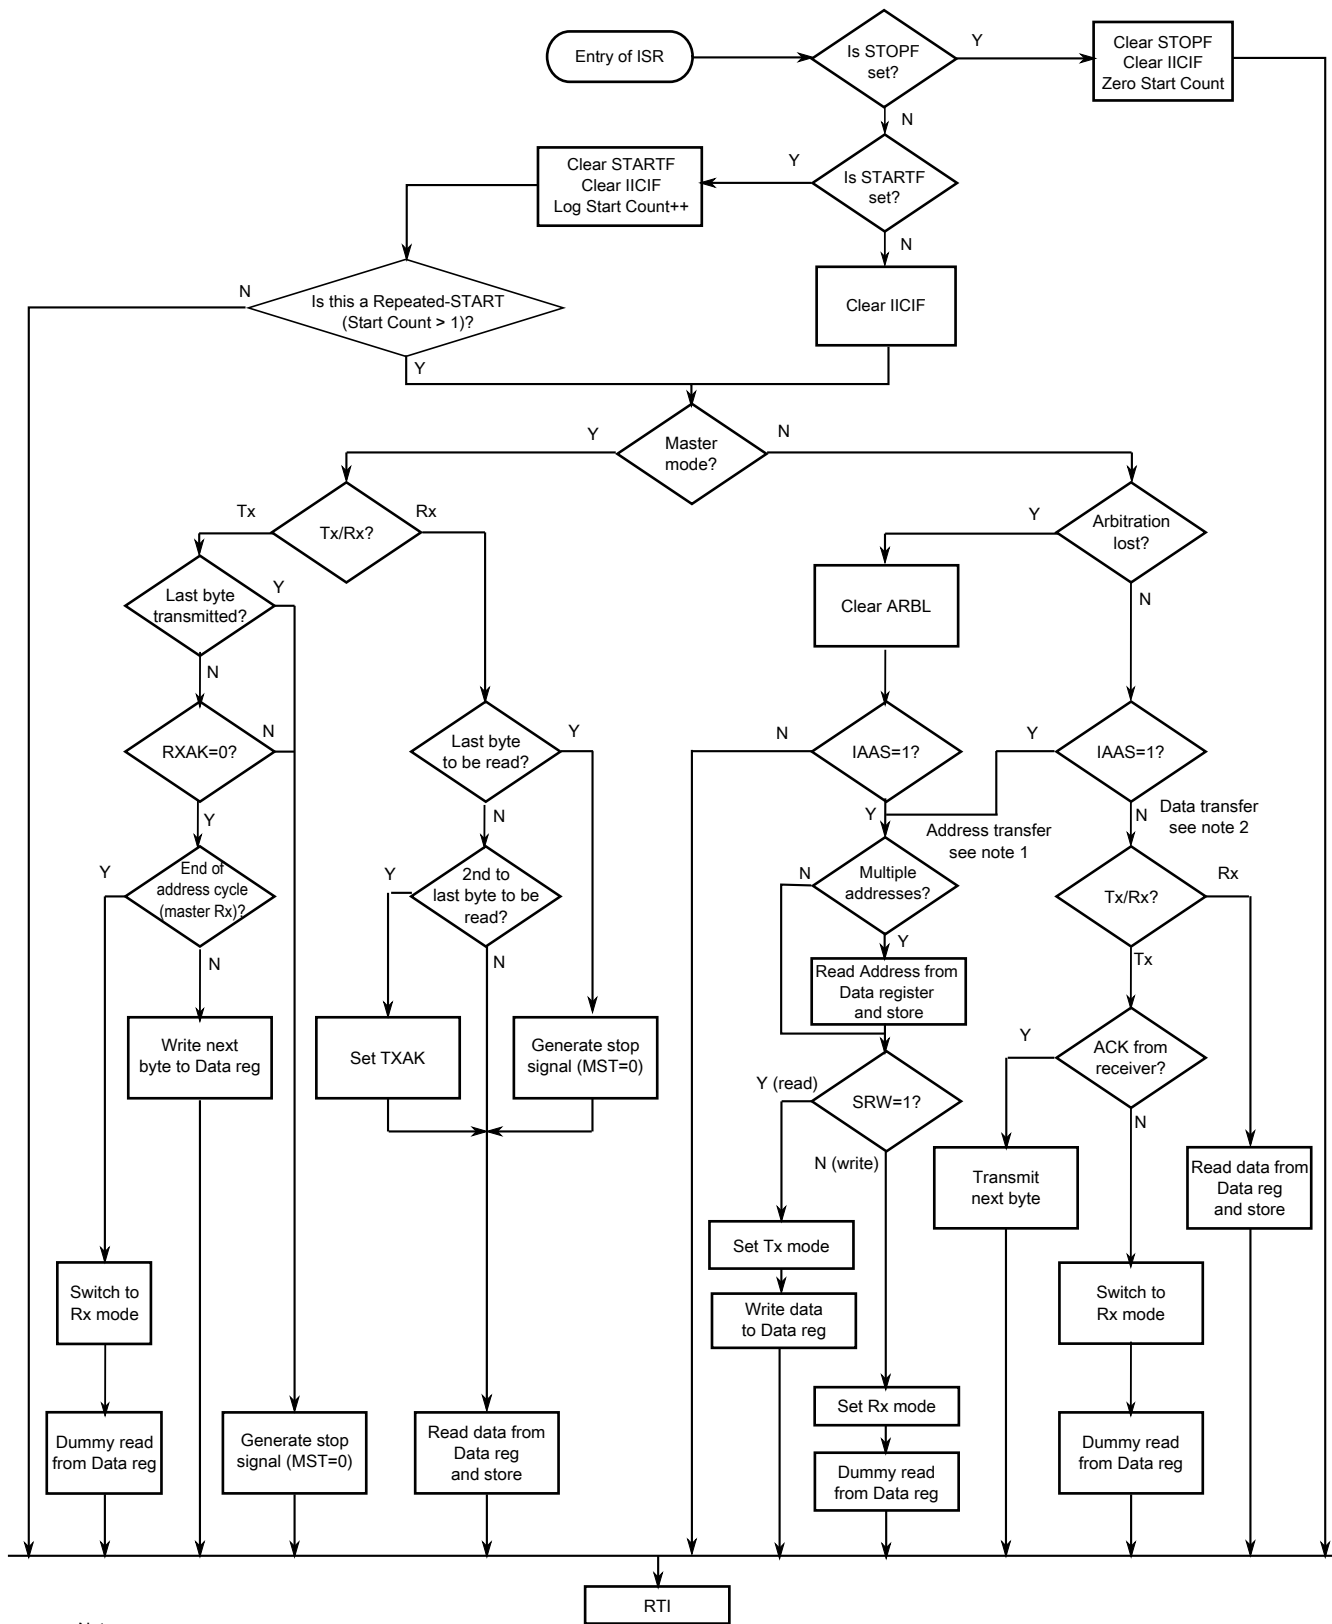 Entry of ISR
Is STOPF
set?
Y
Clear STOPF
Clear IICIF
Zero Start Count
N
Clear STARTF
Clear IICIF
Log Start Count++
Y
Is STARTF
set?
N
N
Is this a Repeated-START
(Start Count > 1)?
Clear IICIF
Y
Y
Master
mode?
N
Tx
Tx/Rx?
Rx
Y
Arbitration
lost?
N
Last byte
transmitted?
Y
N
Clear ARBL
RXAK=0?
N
Y
Last byte
to be read?
Y
N
N
IAAS=1?
Y
Y
IAAS=1?
N
Data transfer
see note 2
Address transfer
see note 1
Y
End of
address cycle
(master Rx)?
N
Y
2nd to
last byte to be
read?
N
N
Multiple
addresses?
Y
Tx/Rx?
Rx
Tx
Read Address from
Data register
and store
Write next
byte to Data reg
Set TXAK
Generate stop
signal (MST=0)
Y
ACK from
receiver?
N
Y (read)
SRW=1?
N (write)
Transmit
next byte
Read data from
Data reg
and store
Set Tx mode
Write data
to Data reg
Switch to
Rx mode
Switch to
Rx mode
Set Rx mode
Dummy read
from Data reg
Generate stop
signal (MST=0)
Read data from
Data reg
and store
Dummy read
from Data reg
Dummy read
from Data reg
RTI